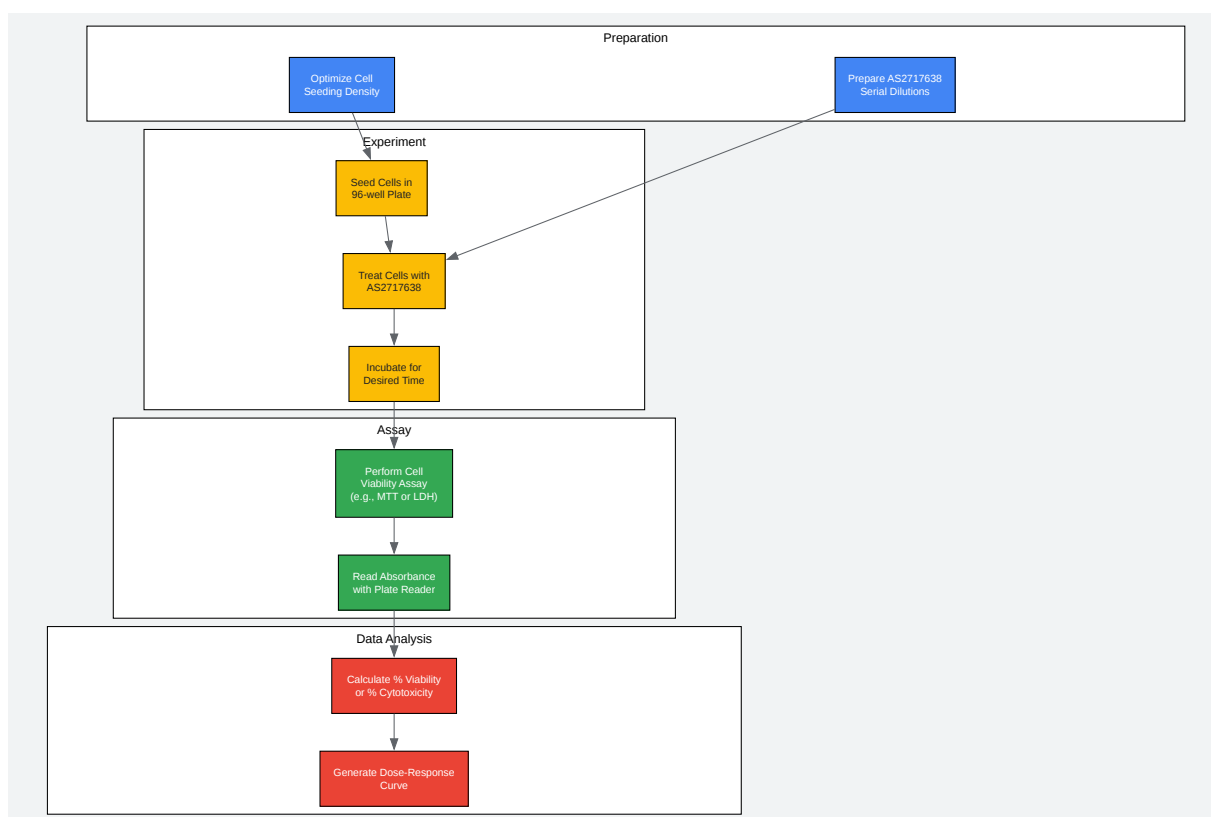 Preparation
Optimize Cell
Seeding Density
Prepare AS2717638
Serial Dilutions
Experiment
Seed Cells in
96-well Plate
Treat Cells with
AS2717638
Incubate for
Desired Time
Assay
Perform Cell
Viability Assay
(e.g., MTT or LDH)
Read Absorbance
with Plate Reader
Data Analysis
Calculate % Viability
or % Cytotoxicity
Generate Dose-Response
Curve